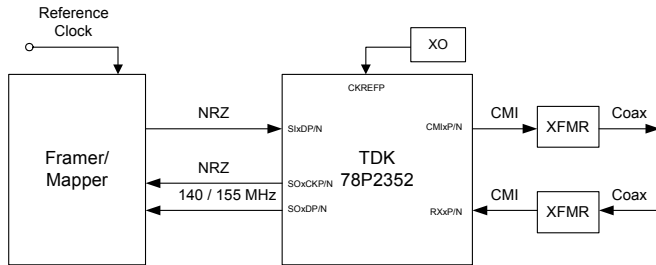 Reference
Clock
XO
CKREFP
NRZ
SIxDP/N
CMIxP/N
CMI
XFMR
Coax
Framer/
Mapper
TDK
78P2352
NRZ
SOxCKP/N
140 / 155 MHz
SOxDP/N
RXxP/N
CMI
XFMR
Coax